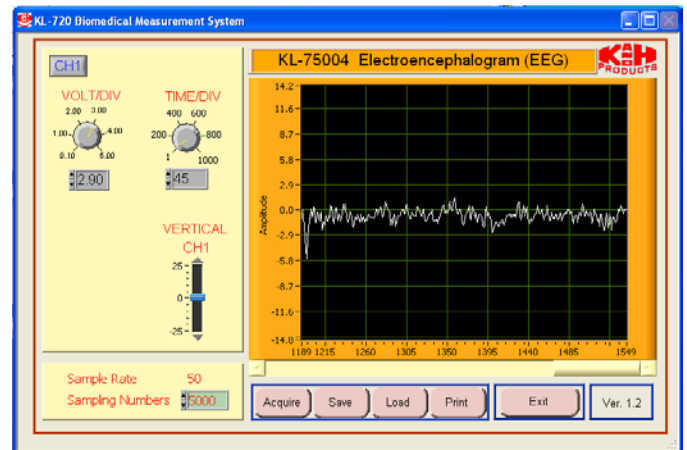 KL-720 Biomedical Measurement System
CH1
VOLT/DIV
TIME/DIV
2.00 3.00
400 600
1.00 4.00
200 800
0.10 5.00
1 1000
2.90
45
VERTICAL
CH1
25
0
-25
Sample Rate 50
Sampling Numbers 5000
KL-75004 Electroencephalogram (EEG)
K&H
PRODUCTS
Amplitude
14.2
11.6
8.7
5.8
2.9
0.0
-2.9
-5.8
-8.7
-11.6
-14.8
1189 1215 1260 1305 1350 1395 1440 1485 1549
Acquire Save Load Print Exit Ver. 1.2